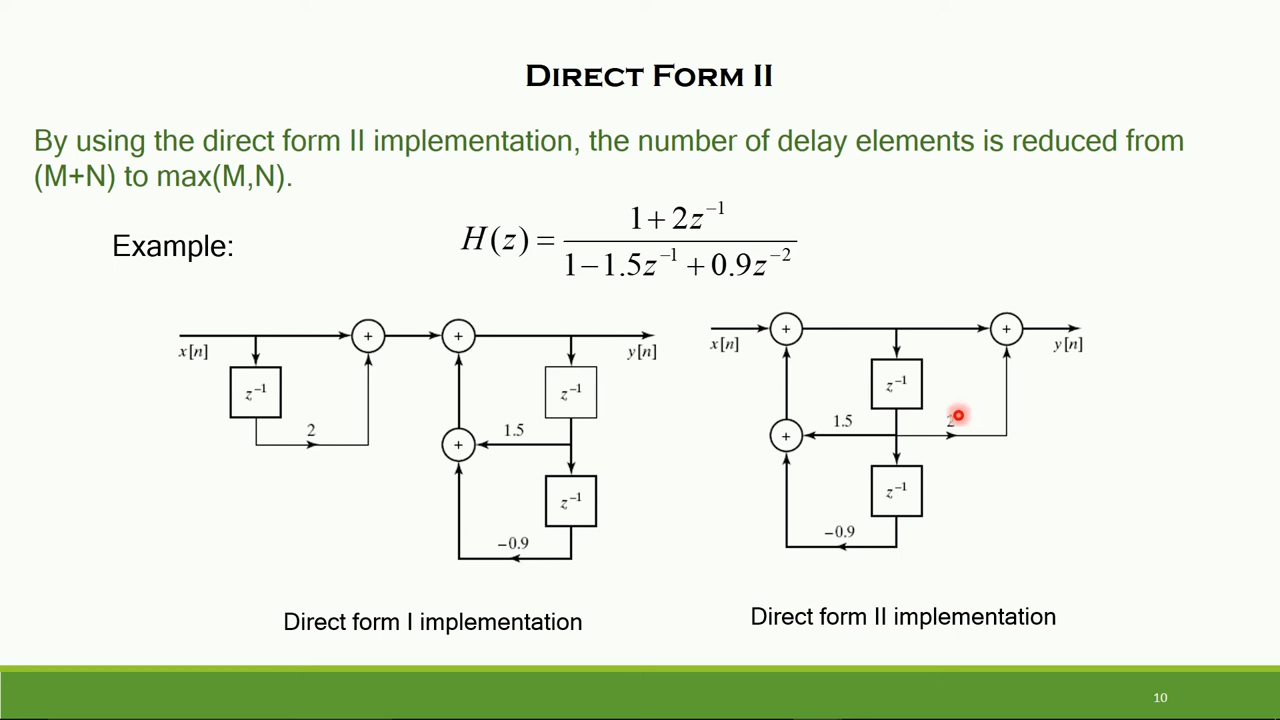 DIRECT FORM II
By using the direct form II implementation, the number of delay elements is reduced from
(M+N) to max(M,N).
Example:
H(z) = (1 + 2z⁻¹) / (1 − 1.5z⁻¹ + 0.9z⁻²)
x[n] + + y[n]
z⁻¹ z⁻¹
2 + 1.5
z⁻¹
−0.9
Direct form I implementation
x[n] + + y[n]
z⁻¹
+ 1.5 2
z⁻¹
−0.9
Direct form II implementation
10